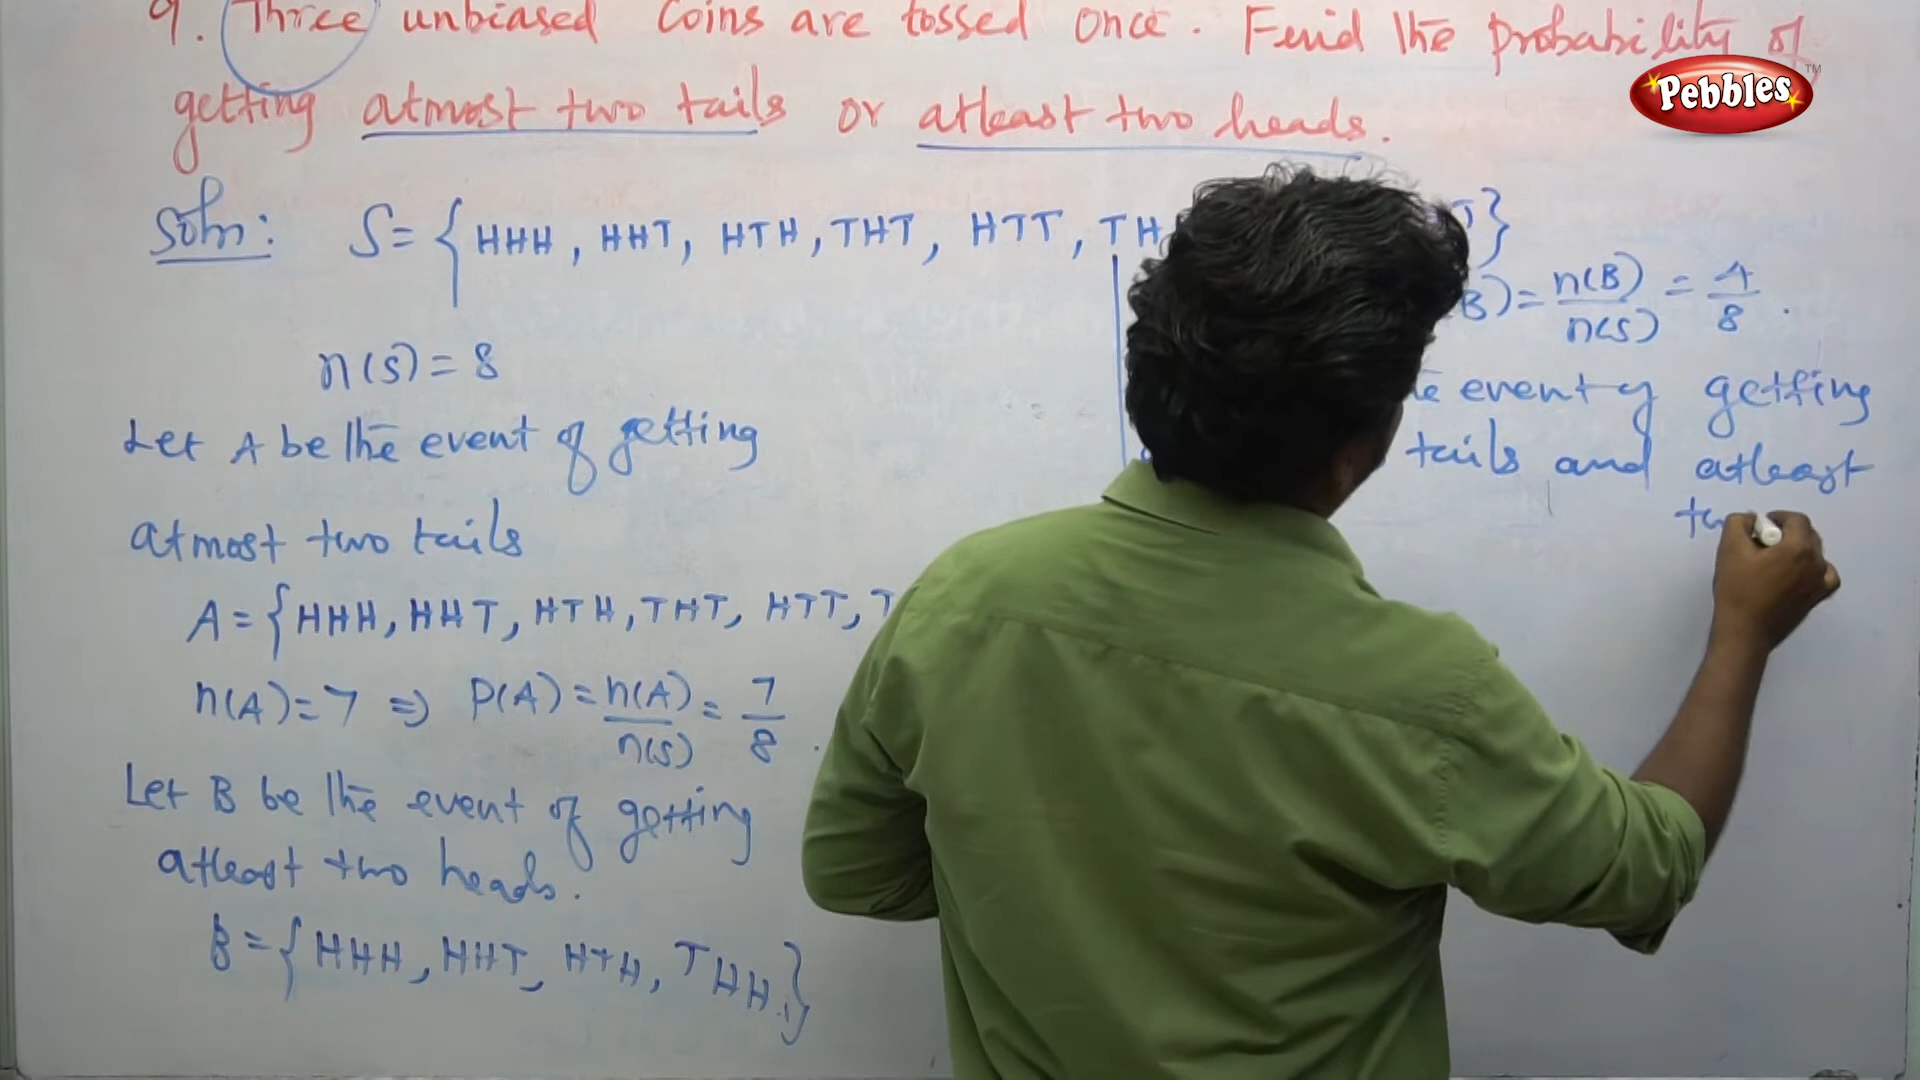 9. Three unbiased Coins are tossed Once. Find the probability of
getting atmost two tails or atleast two heads.
Pebbles™
Soln: S = { HHH, HHT, HTH, THT, HTT, TH T}
B) = n(B)/n(S) = 4/8.
n(S) = 8
event of getting
Let A be the event of getting
tails and atleast
atmost two tails
A = {HHH, HHT, HTH, THT, HTT, T
n(A) = 7 ⇒ P(A) = n(A)/n(S) = 7/8.
Let B be the event of getting
atleast two heads.
B = {HHH, HHT, HTH, THH.}